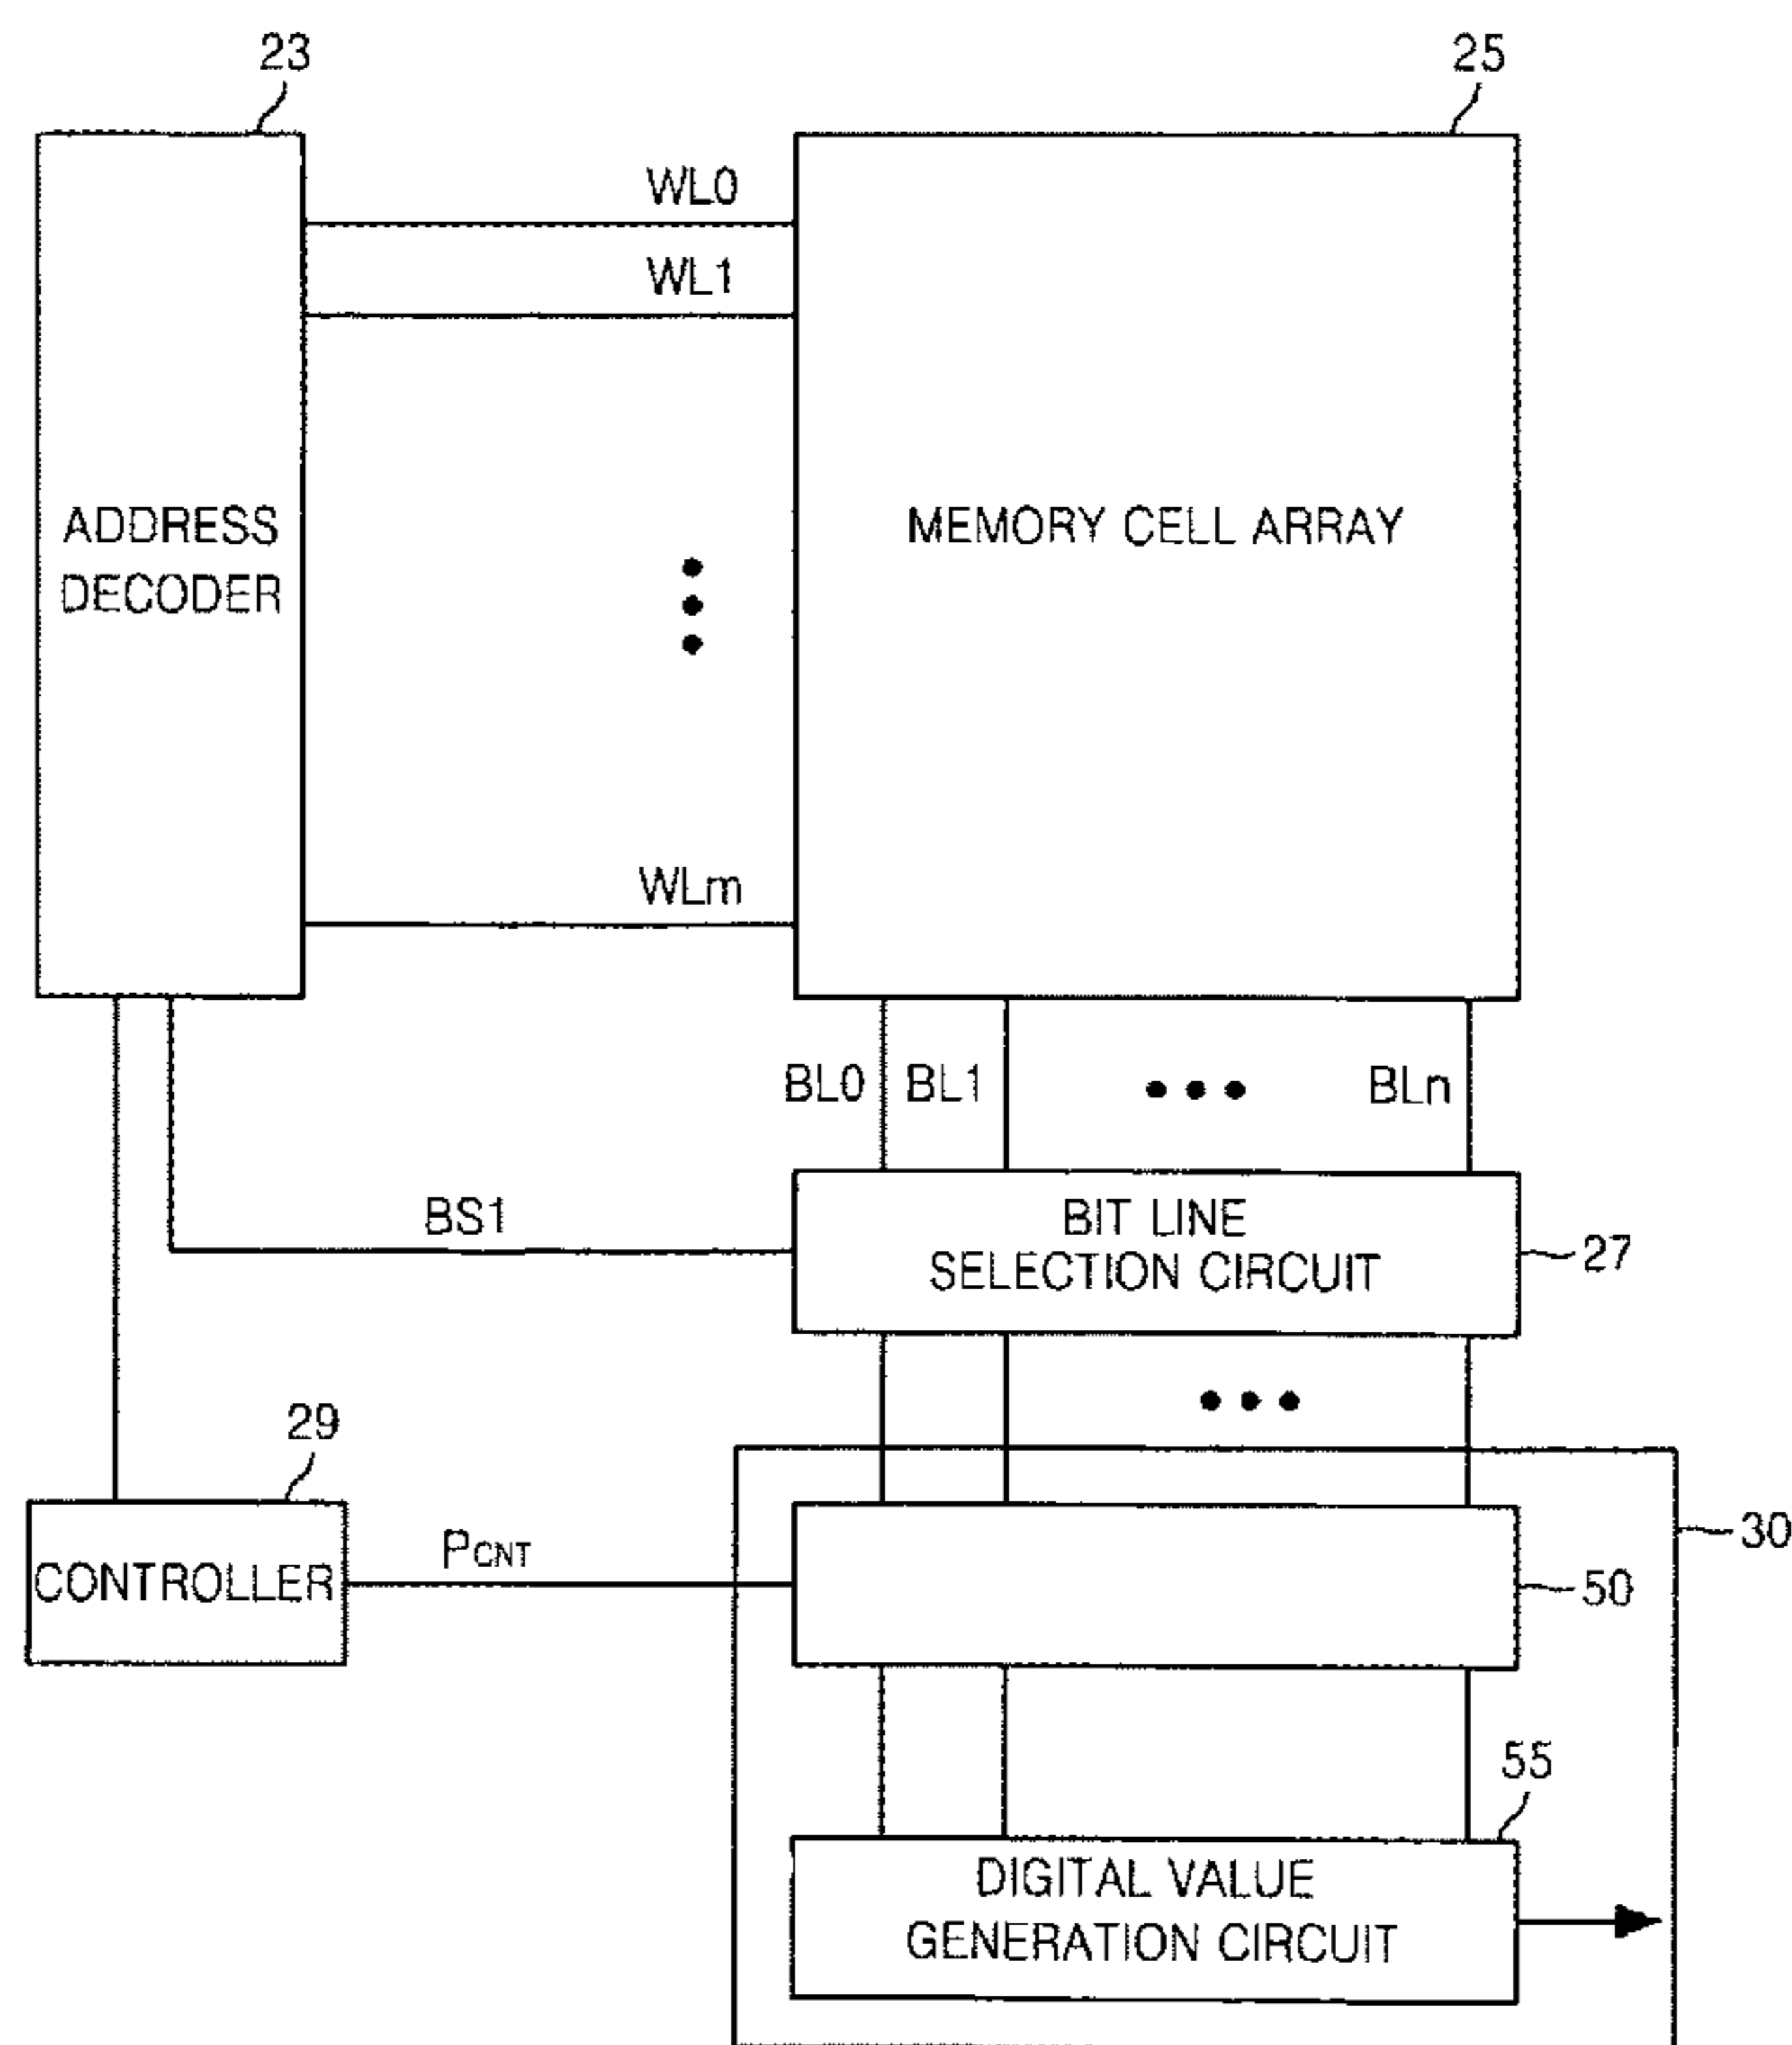 23
25
WL0
WL1
ADDRESS
DECODER
MEMORY CELL ARRAY
WLm
BL0
BL1
BLn
BS1
BIT LINE
SELECTION CIRCUIT
27
29
CONTROLLER
PCNT
30
50
55
DIGITAL VALUE
GENERATION CIRCUIT